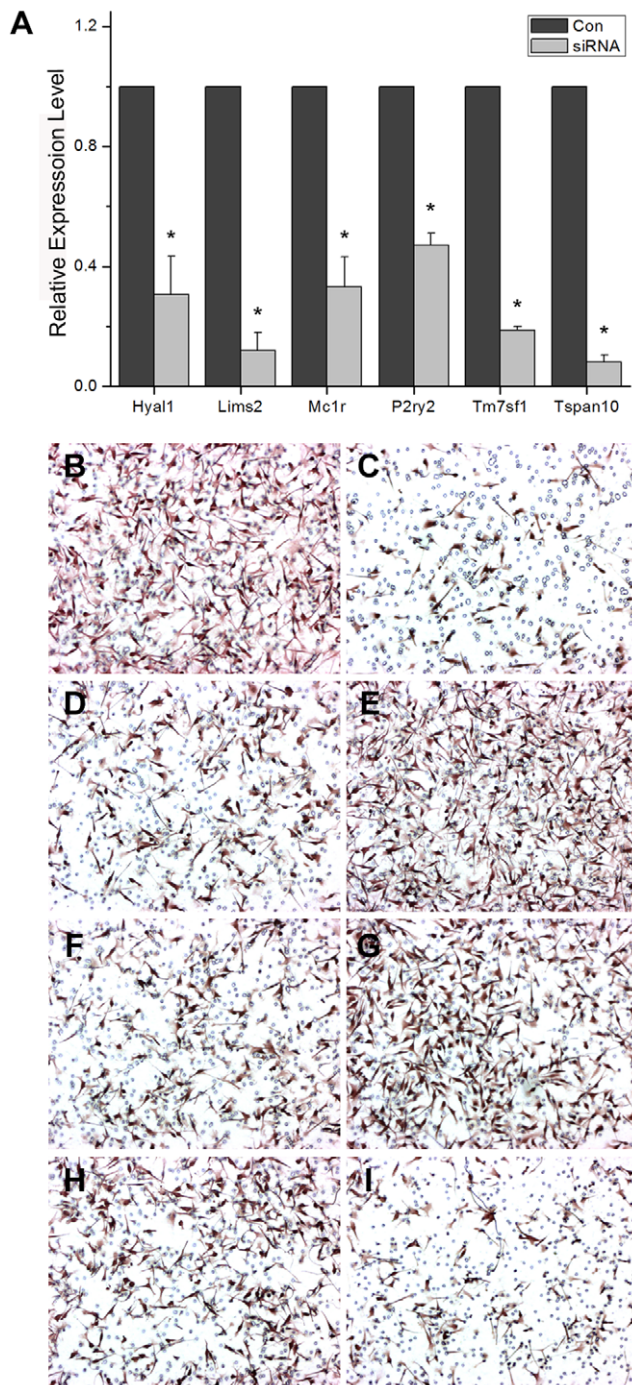 A
1.2
Con
siRNA
0.8
Relative Expressoion Level
0.4
0.0
Hyal1 Lims2 Mc1r P2ry2 Tm7sf1 Tspan10
* * * * * *
B
C
D
E
F
G
H
I